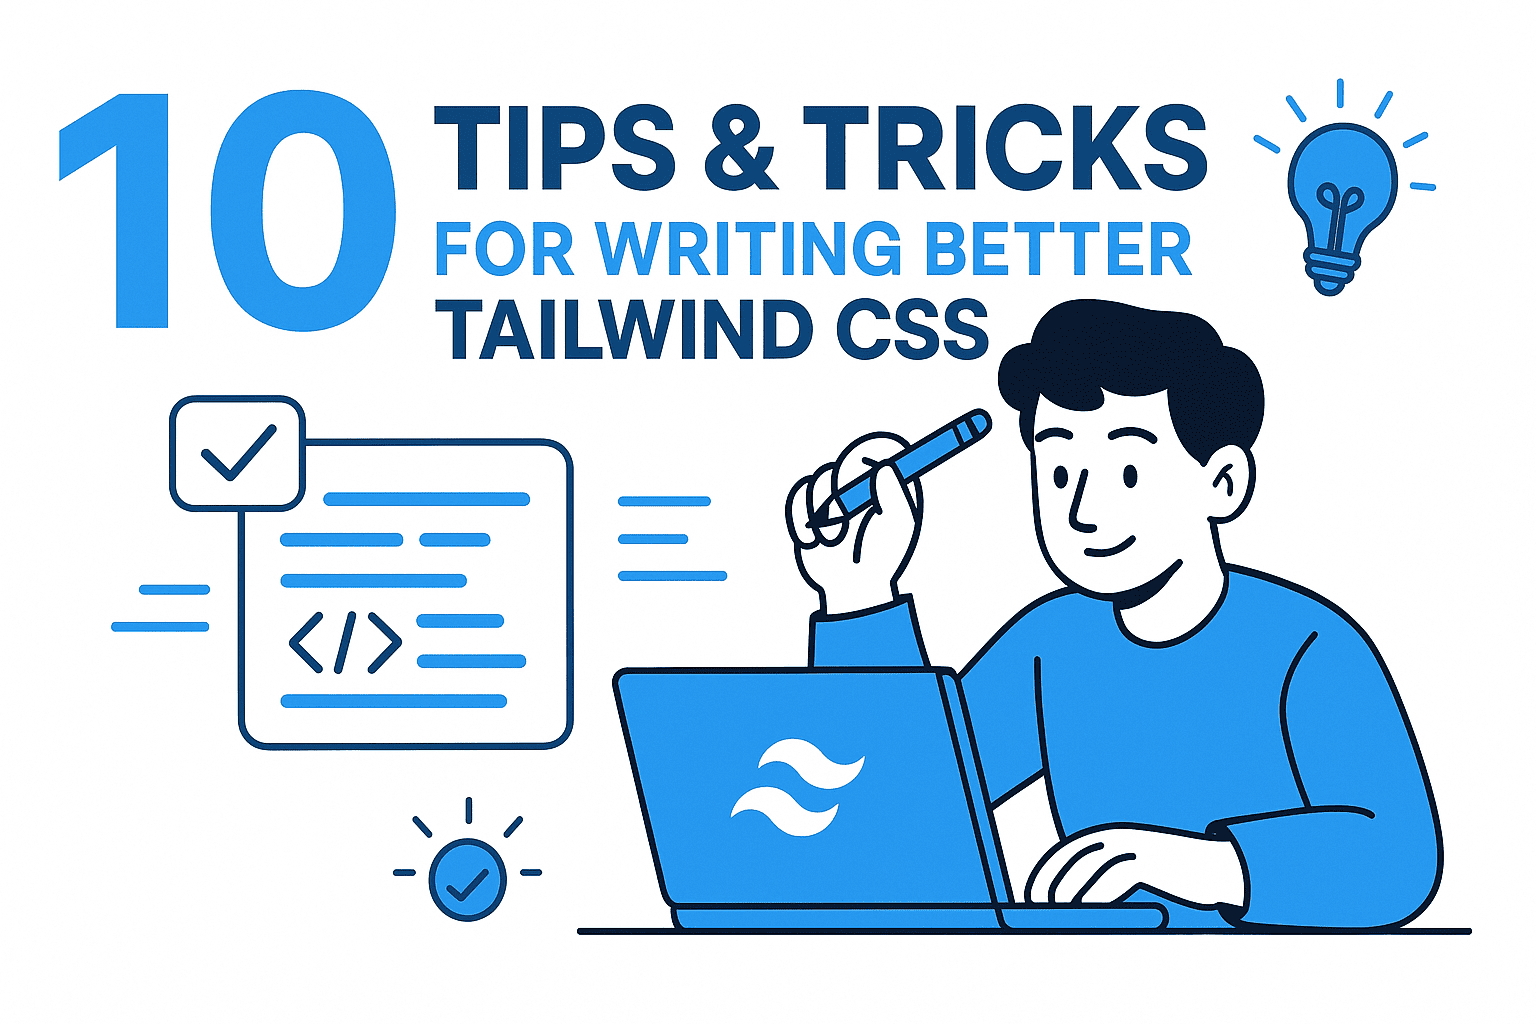 10
TIPS & TRICKS
FOR WRITING BETTER
TAILWIND CSS
</>